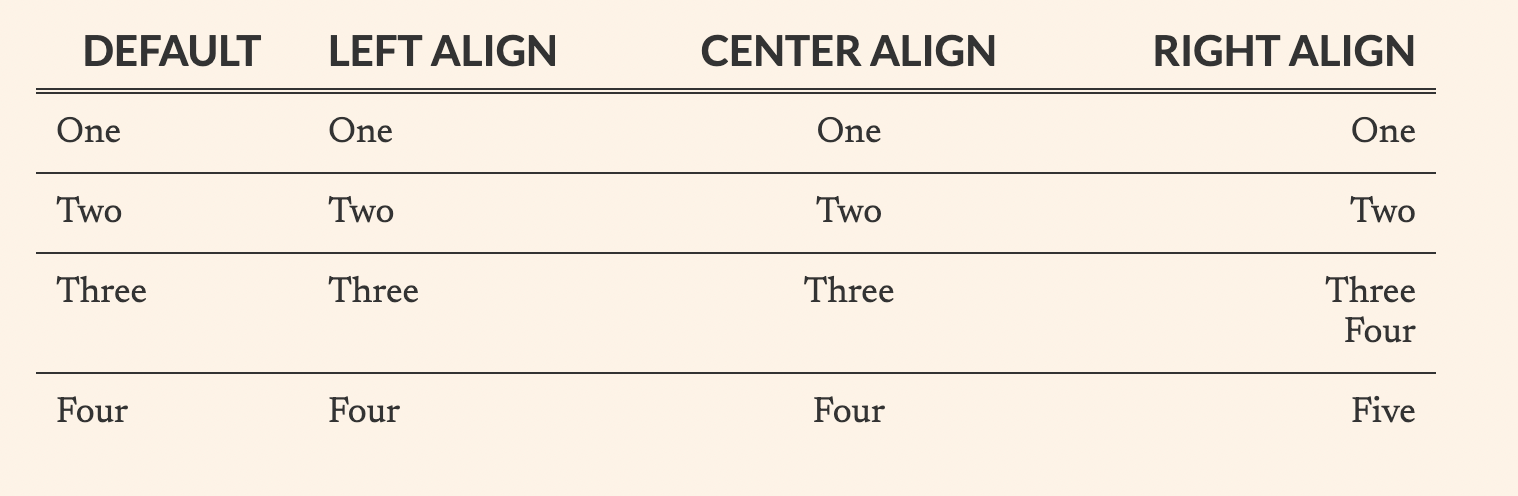 DEFAULT LEFT ALIGN CENTER ALIGN RIGHT ALIGN
One One One One
Two Two Two Two
Three Three Three Three
Four
Four Four Four Five